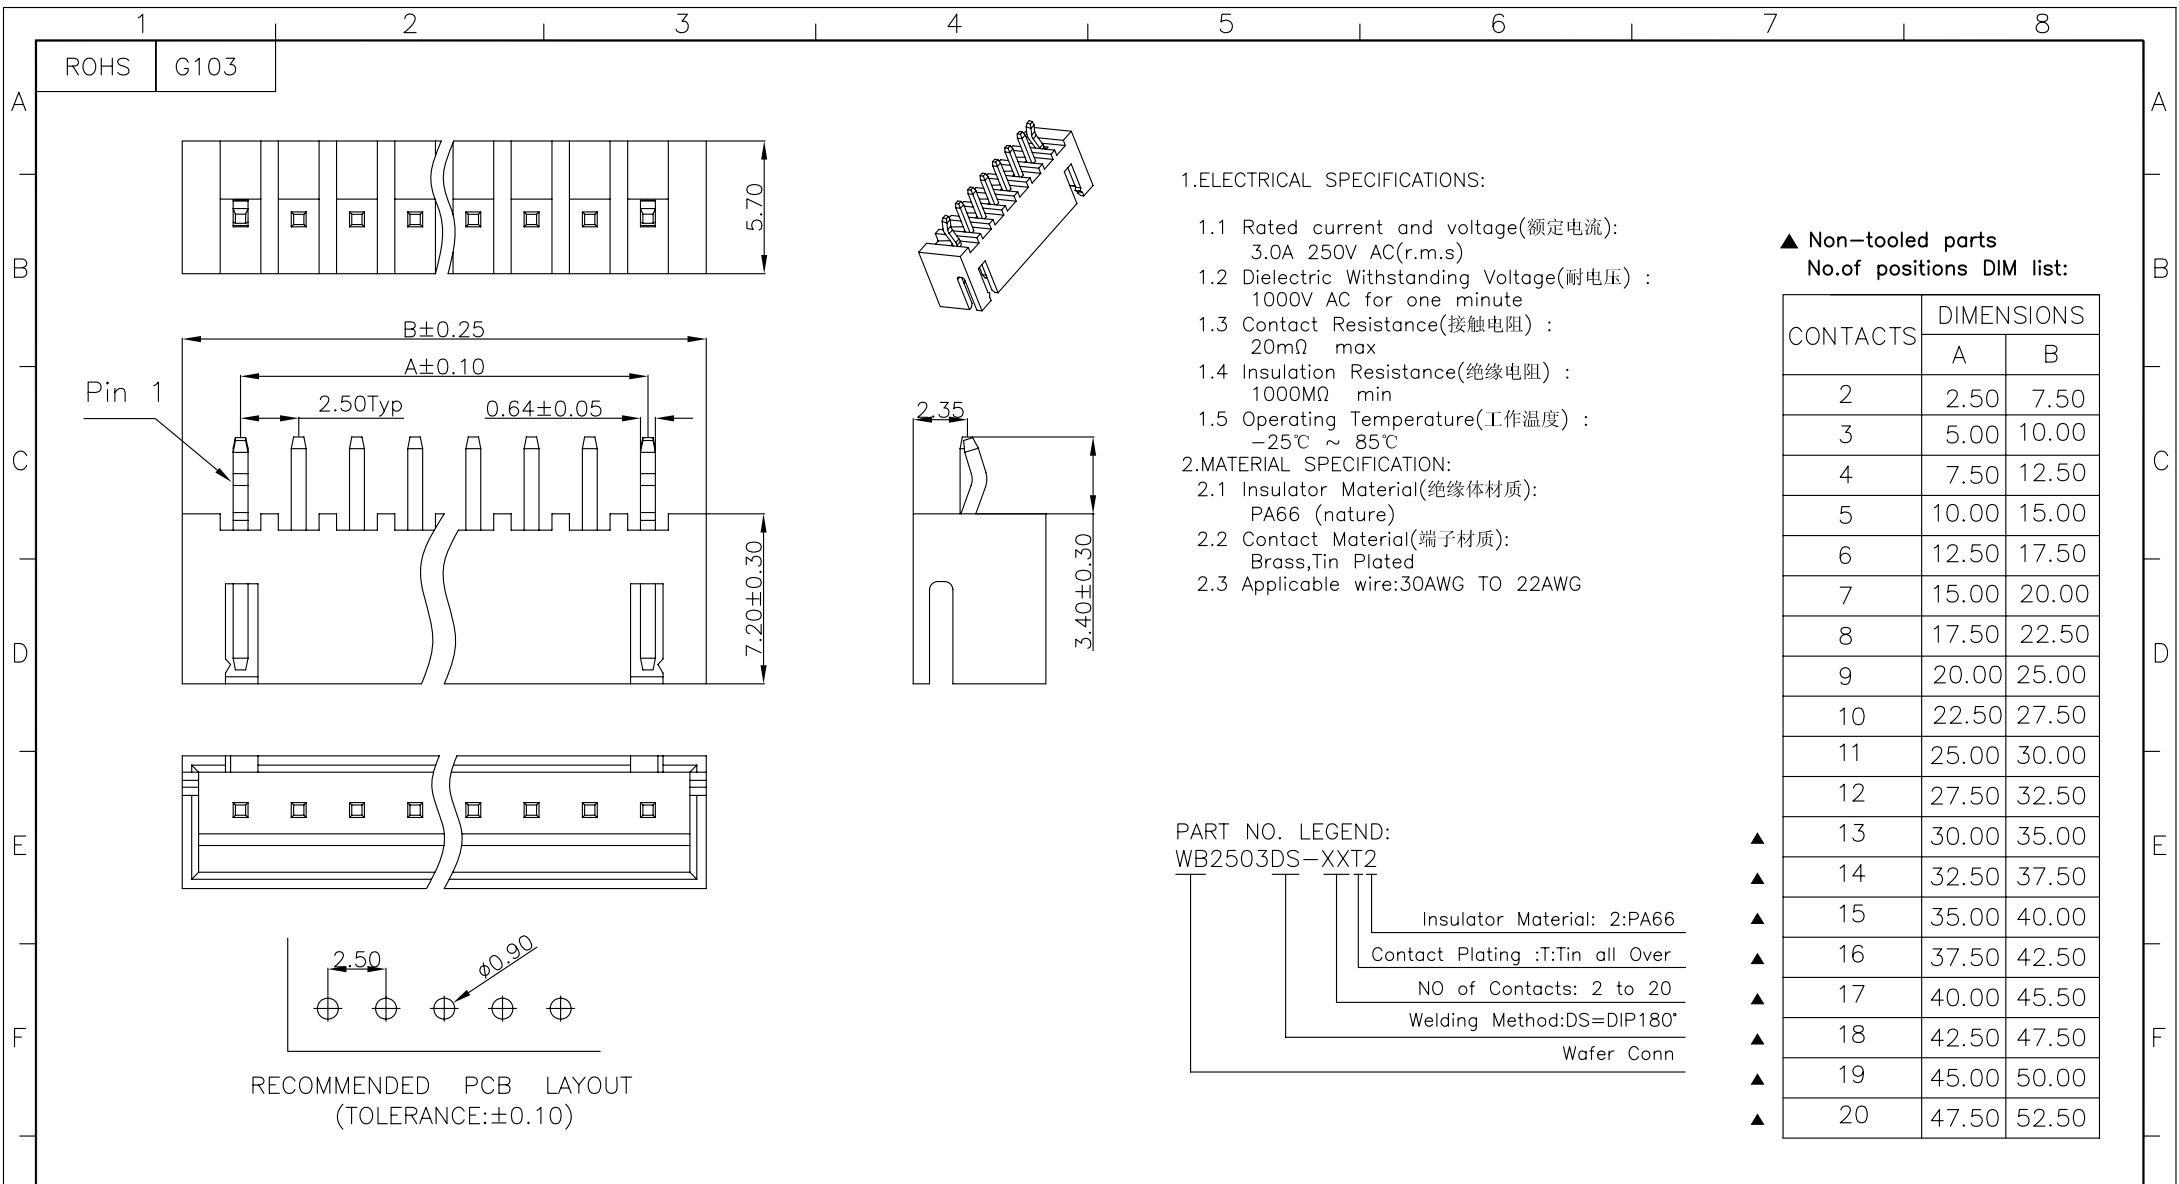 1 2 3 4 5 6 7 8
ROHS G103
A A
B B
C C
D D
E E
F F
5.70
B±0.25
A±0.10
Pin 1
2.50Typ
0.64±0.05
7.20±0.30
2.35
3.40±0.30
2.50
ø0.90
RECOMMENDED PCB LAYOUT
(TOLERANCE:±0.10)
1.ELECTRICAL SPECIFICATIONS:
1.1 Rated current and voltage(额定电流):
3.0A 250V AC(r.m.s)
1.2 Dielectric Withstanding Voltage(耐电压) :
1000V AC for one minute
1.3 Contact Resistance(接触电阻) :
20mΩ max
1.4 Insulation Resistance(绝缘电阻) :
1000MΩ min
1.5 Operating Temperature(工作温度) :
-25℃ ~ 85℃
2.MATERIAL SPECIFICATION:
2.1 Insulator Material(绝缘体材质):
PA66 (nature)
2.2 Contact Material(端子材质):
Brass,Tin Plated
2.3 Applicable wire:30AWG TO 22AWG
PART NO. LEGEND:
WB2503DS-XXT2
Insulator Material: 2:PA66
Contact Plating :T:Tin all Over
NO of Contacts: 2 to 20
Welding Method:DS=DIP180°
Wafer Conn
▲ Non-tooled parts
No.of positions DIM list:
CONTACTS DIMENSIONS
A B
2 2.50 7.50
3 5.00 10.00
4 7.50 12.50
5 10.00 15.00
6 12.50 17.50
7 15.00 20.00
8 17.50 22.50
9 20.00 25.00
10 22.50 27.50
11 25.00 30.00
12 27.50 32.50
▲ 13 30.00 35.00
▲ 14 32.50 37.50
▲ 15 35.00 40.00
▲ 16 37.50 42.50
▲ 17 40.00 45.50
▲ 18 42.50 47.50
▲ 19 45.00 50.00
▲ 20 47.50 52.50